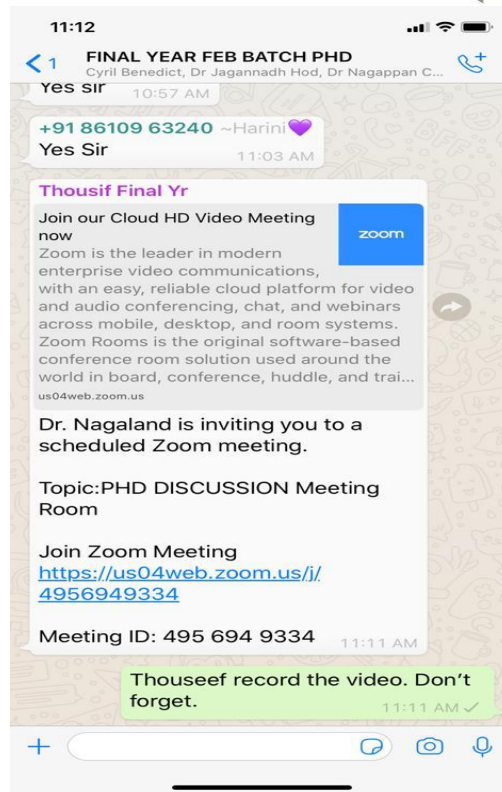 11:12
1
FINAL YEAR FEB BATCH PHD
Cyril Benedict, Dr Jagannadh Hod, Dr Nagappan C...
Yes sir 10:57 AM
+91 86109 63240 ~Harini💜
Yes Sir
11:03 AM
Thousif Final Yr
Join our Cloud HD Video Meeting
now
zoom
Zoom is the leader in modern
enterprise video communications,
with an easy, reliable cloud platform for video
and audio conferencing, chat, and webinars
across mobile, desktop, and room systems.
Zoom Rooms is the original software-based
conference room solution used around the
world in board, conference, huddle, and trai...
us04web.zoom.us
Dr. Nagaland is inviting you to a
scheduled Zoom meeting.
Topic:PHD DISCUSSION Meeting
Room
Join Zoom Meeting
https://us04web.zoom.us/j/
4956949334
Meeting ID: 495 694 9334 11:11 AM
Thouseef record the video. Don’t
forget. 11:11 AM